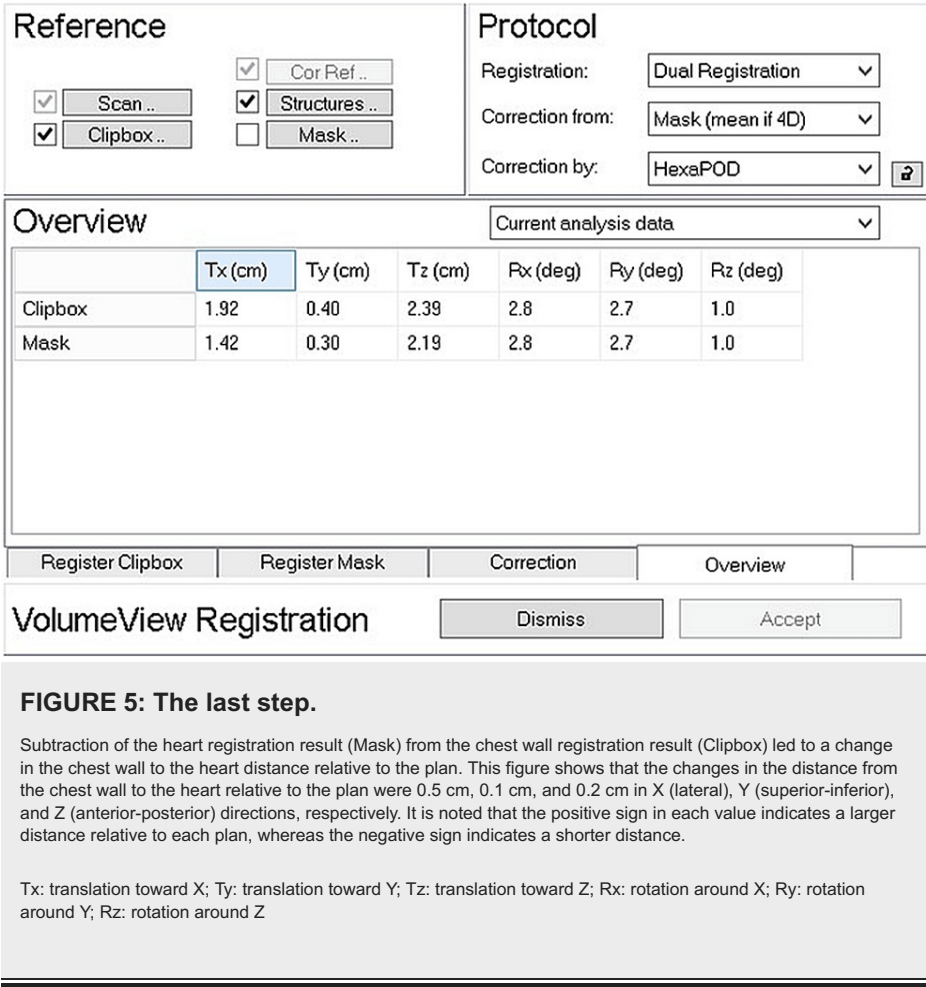 Reference
Cor Ref ..
Scan ..
Structures ..
Clipbox ..
Mask ..
Protocol
Registration: Dual Registration
Correction from: Mask (mean if 4D)
Correction by: HexaPOD
Overview
Current analysis data
Tx (cm) Ty (cm) Tz (cm) Rx (deg) Ry (deg) Rz (deg)
Clipbox 1.92 0.40 2.39 2.8 2.7 1.0
Mask 1.42 0.30 2.19 2.8 2.7 1.0
Register Clipbox Register Mask Correction Overview
VolumeView Registration Dismiss Accept
FIGURE 5: The last step.
Subtraction of the heart registration result (Mask) from the chest wall registration result (Clipbox) led to a change
in the chest wall to the heart distance relative to the plan. This figure shows that the changes in the distance from
the chest wall to the heart relative to the plan were 0.5 cm, 0.1 cm, and 0.2 cm in X (lateral), Y (superior-inferior),
and Z (anterior-posterior) directions, respectively. It is noted that the positive sign in each value indicates a larger
distance relative to each plan, whereas the negative sign indicates a shorter distance.
Tx: translation toward X; Ty: translation toward Y; Tz: translation toward Z; Rx: rotation around X; Ry: rotation
around Y; Rz: rotation around Z